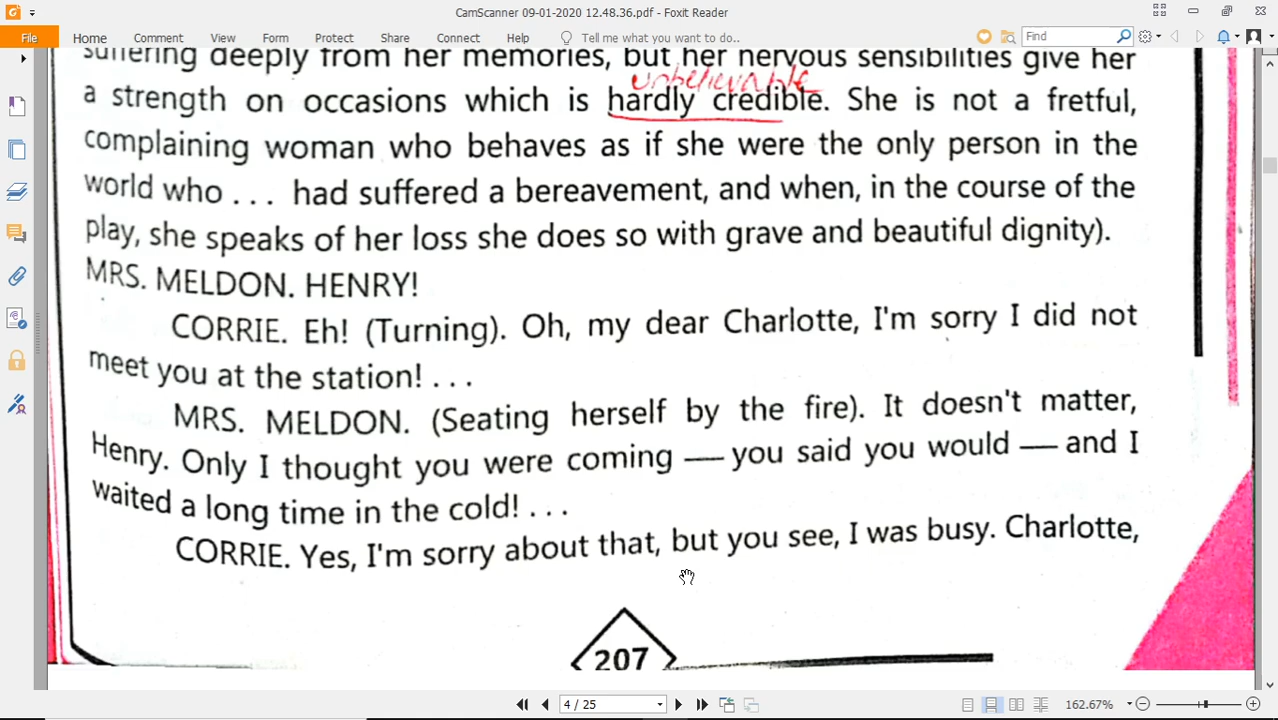 CamScanner 09-01-2020 12.48.36.pdf - Foxit Reader
File Home Comment View Form Protect Share Connect Help Tell me what you want to do.. Find
suffering deeply from her memories, but her nervous sensibilities give her
unbelievable
a strength on occasions which is hardly credible. She is not a fretful,
complaining woman who behaves as if she were the only person in the
world who . . . had suffered a bereavement, and when, in the course of the
play, she speaks of her loss she does so with grave and beautiful dignity).
MRS. MELDON. HENRY!
CORRIE. Eh! (Turning). Oh, my dear Charlotte, I'm sorry I did not
meet you at the station! . . .
MRS. MELDON. (Seating herself by the fire). It doesn't matter,
Henry. Only I thought you were coming — you said you would — and I
waited a long time in the cold! . . .
CORRIE. Yes, I'm sorry about that, but you see, I was busy. Charlotte,
207
4 / 25 162.67%